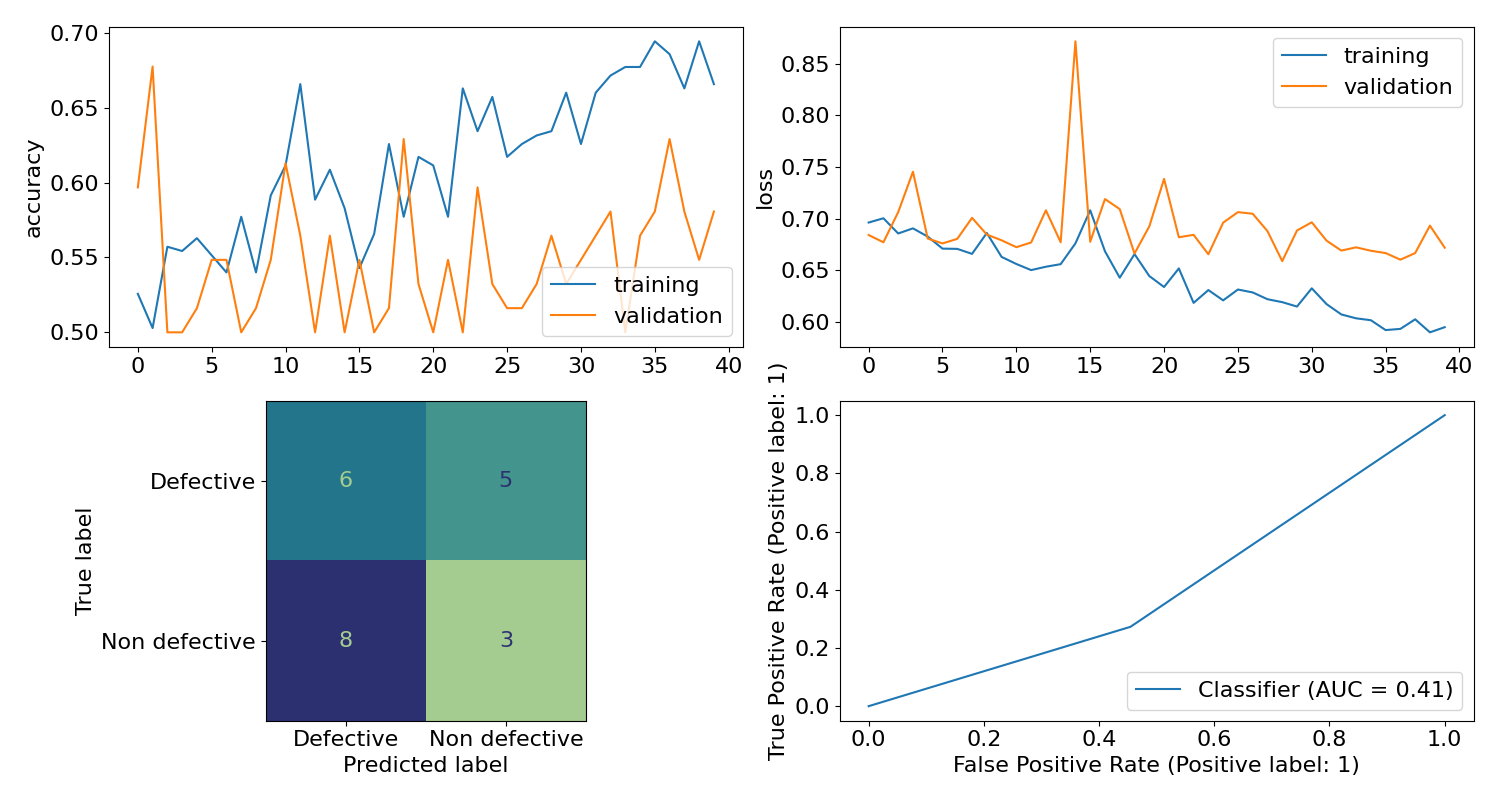 accuracy
0.70
0.65
0.60
0.55
0.50
0 5 10 15 20 25 30 35 40
training
validation
loss
0.85
0.80
0.75
0.70
0.65
0.60
0 5 10 15 20 25 30 35 40
training
validation
True label
Defective
Non defective
6 5
8 3
Defective Non defective
Predicted label
True Positive Rate (Positive label: 1)
1.0
0.8
0.6
0.4
0.2
0.0
0.0 0.2 0.4 0.6 0.8 1.0
Classifier (AUC = 0.41)
False Positive Rate (Positive label: 1)